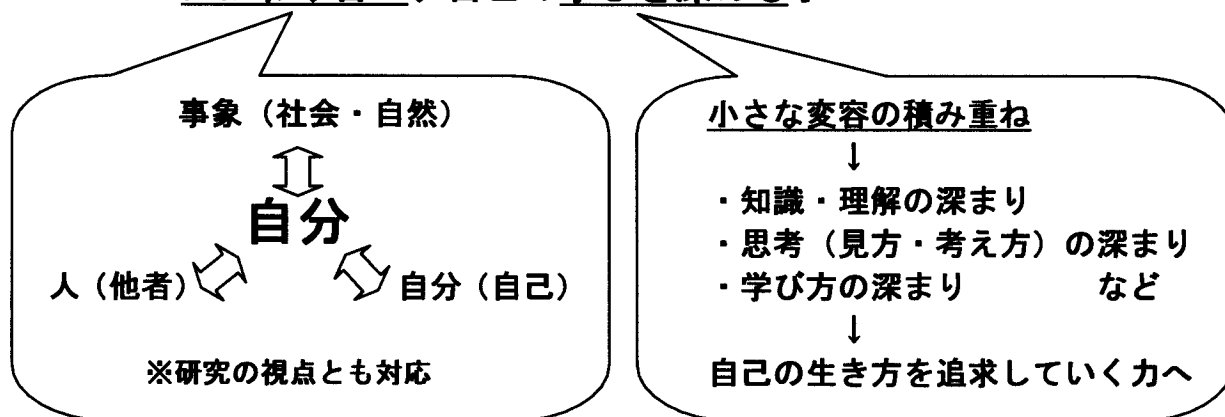 事象（社会・自然）
自分
人（他者）
自分（自己）
※研究の視点とも対応
小さな変容の積み重ね
↓
・知識・理解の深まり
・思考（見方・考え方）の深まり
・学び方の深まり　　　など
↓
自己の生き方を追求していく力へ